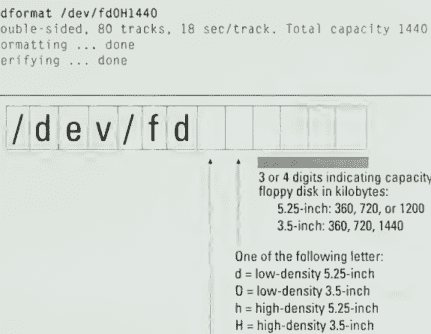 dformat /dev/fd0H1440
ouble-sided, 80 tracks, 18 sec/track. Total capacity 1440
ormatting ... done
erifying ... done
/dev/fd
3 or 4 digits indicating capacity
floppy disk in kilobytes:
5.25-inch: 360, 720, or 1200
3.5-inch: 360, 720, 1440
One of the following letter:
d = low-density 5.25-inch
D = low-density 3.5-inch
h = high-density 5.25-inch
H = high-density 3.5-inch